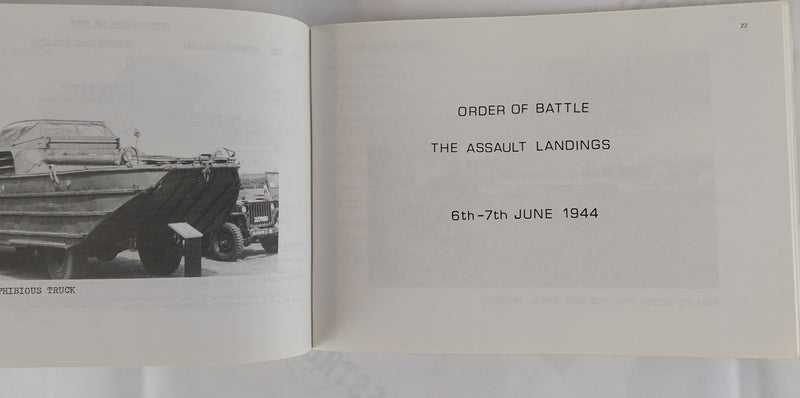 PHIBIOUS TRUCK
22
ORDER OF BATTLE
THE ASSAULT LANDINGS
6th-7th JUNE 1944